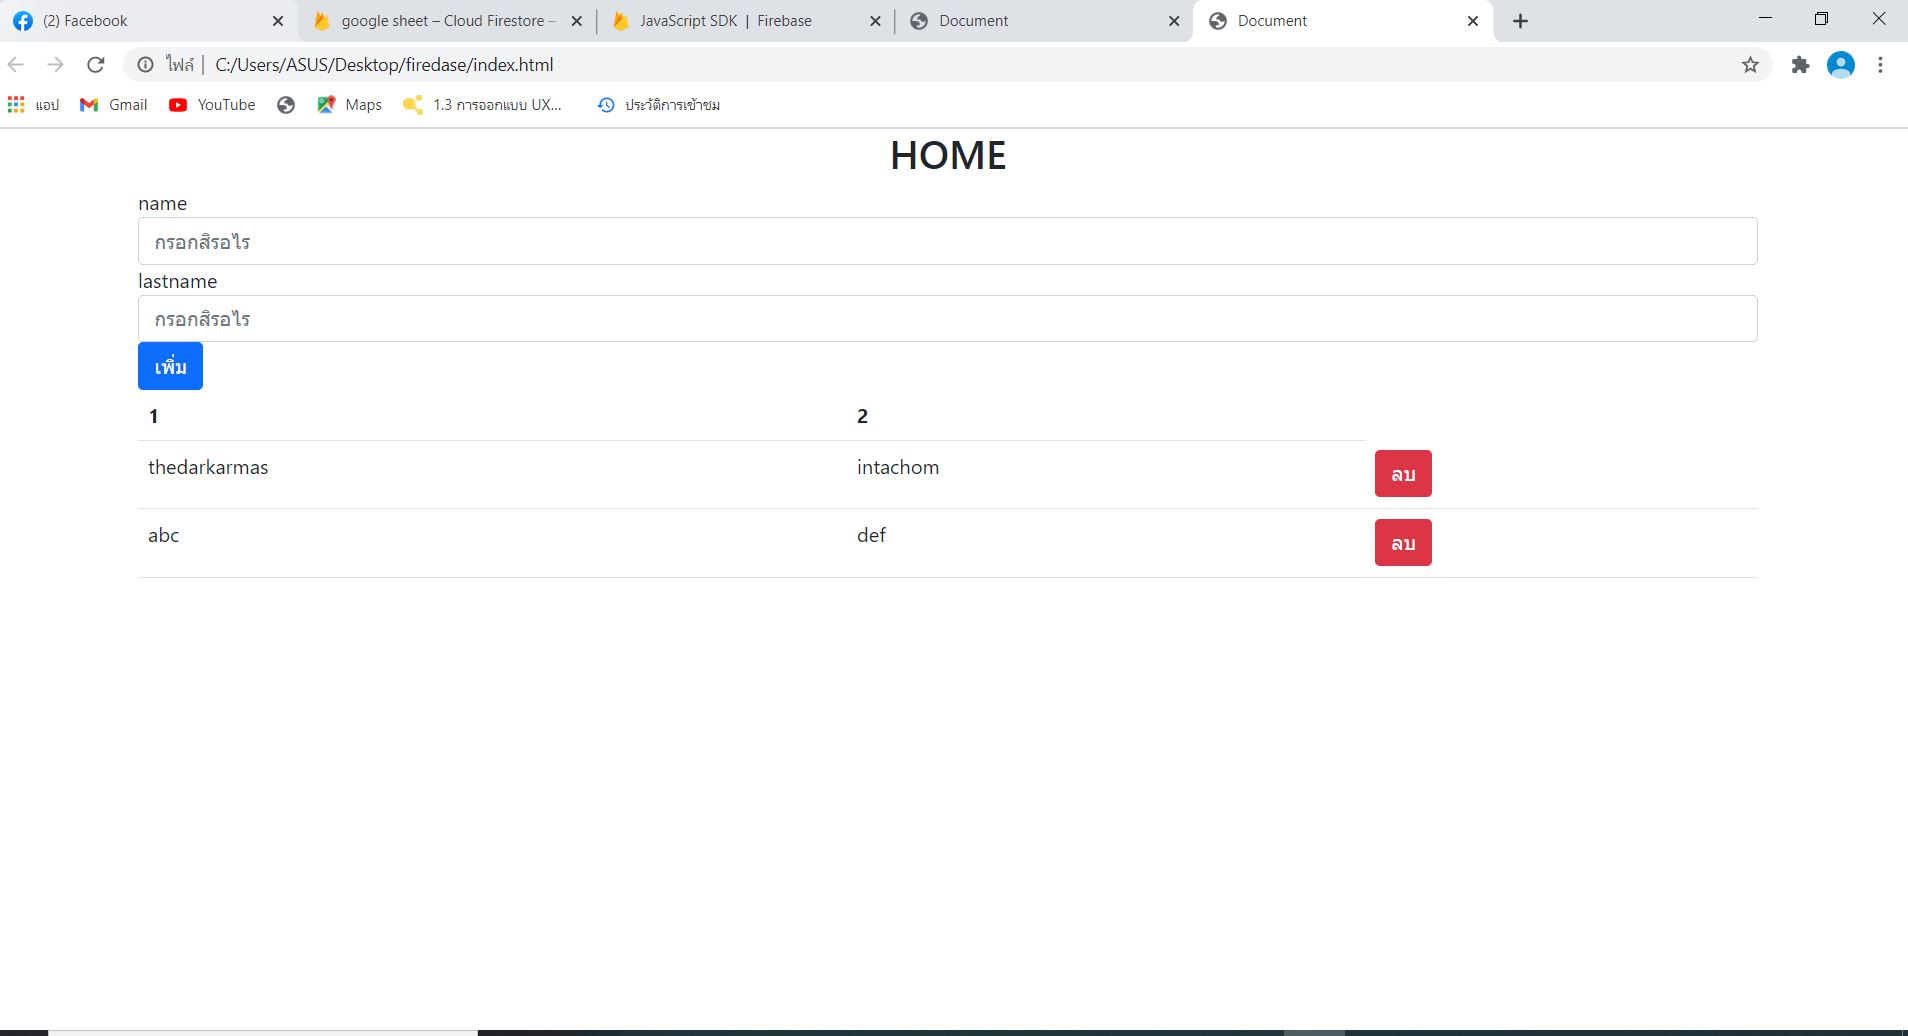 (2) Facebook
google sheet – Cloud Firestore –
JavaScript SDK | Firebase
Document
Document
ไฟล์ | C:/Users/ASUS/Desktop/firedase/index.html
แอป
Gmail
YouTube
Maps
1.3 การออกแบบ UX...
ประวัติการเข้าชม
HOME
name
กรอกสิรอไร
lastname
กรอกสิรอไร
เพิ่ม
1 2
thedarkarmas intachom ลบ
abc def ลบ